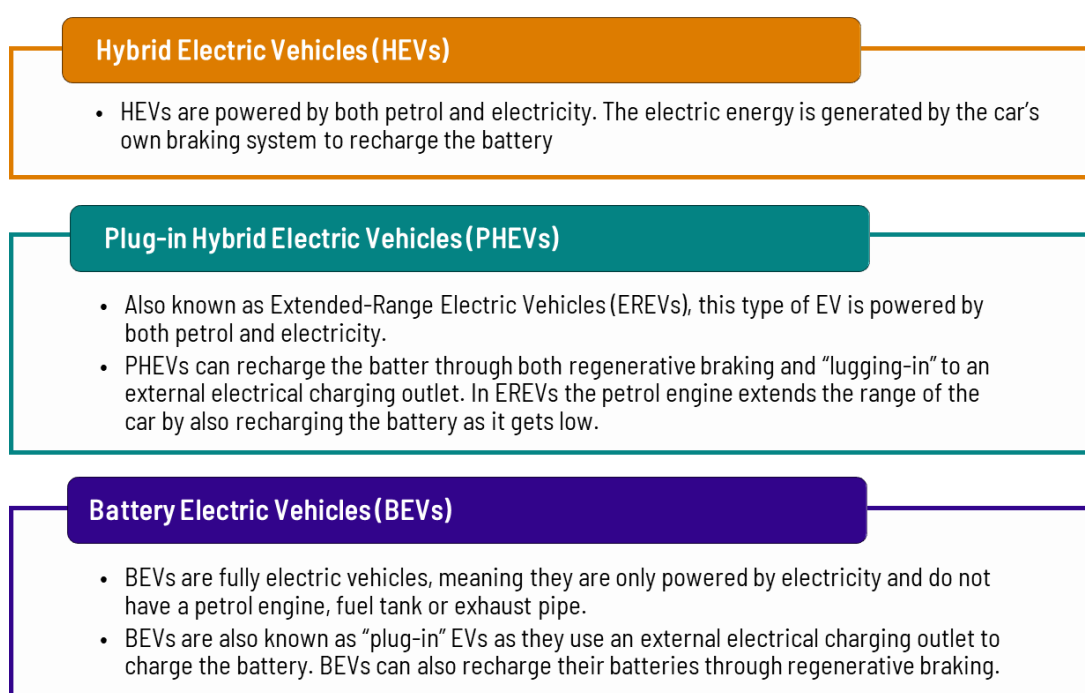 Hybrid Electric Vehicles (HEVs)
• HEVs are powered by both petrol and electricity. The electric energy is generated by the car's
own braking system to recharge the battery
Plug-in Hybrid Electric Vehicles (PHEVs)
• Also known as Extended-Range Electric Vehicles (EREVs), this type of EV is powered by
both petrol and electricity.
• PHEVs can recharge the batter through both regenerative braking and “lugging-in” to an
external electrical charging outlet. In EREVs the petrol engine extends the range of the
car by also recharging the battery as it gets low.
Battery Electric Vehicles (BEVs)
• BEVs are fully electric vehicles, meaning they are only powered by electricity and do not
have a petrol engine, fuel tank or exhaust pipe.
• BEVs are also known as “plug-in” EVs as they use an external electrical charging outlet to
charge the battery. BEVs can also recharge their batteries through regenerative braking.